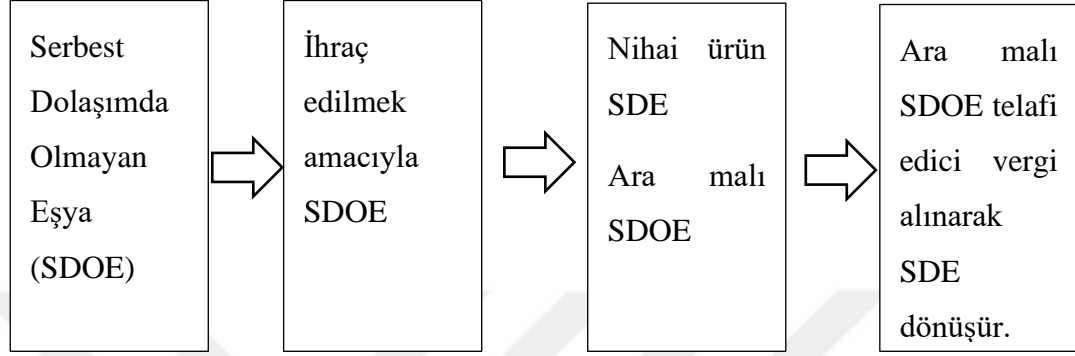 Serbest
Dolaşımda
Olmayan
Eşya
(SDOE)
İhraç
edilmek
amacıyla
SDOE
Nihai ürün
SDE
Ara malı
SDOE
Ara malı
SDOE telafi
edici vergi
alınarak
SDE
dönüşür.